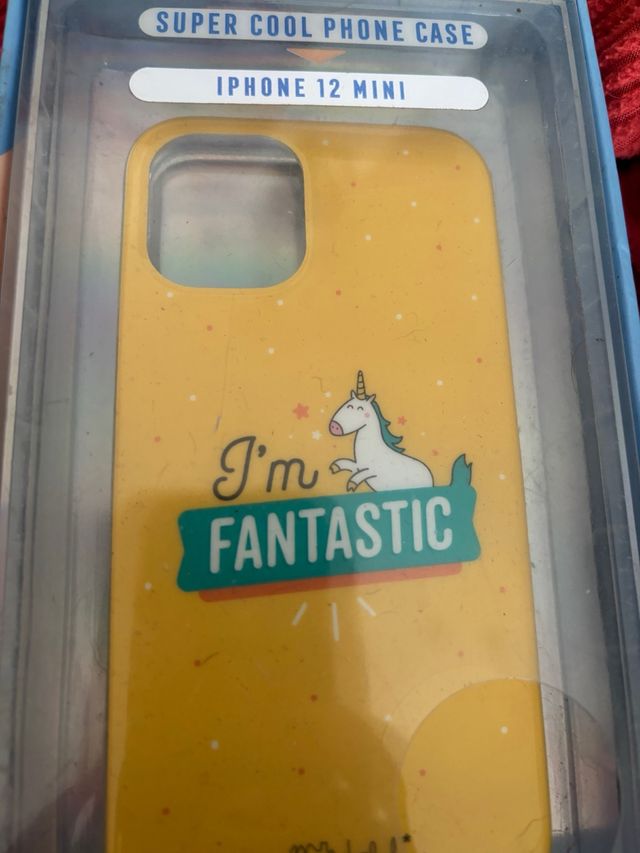 SUPER COOL PHONE CASE
IPHONE 12 MINI
I'm
FANTASTIC